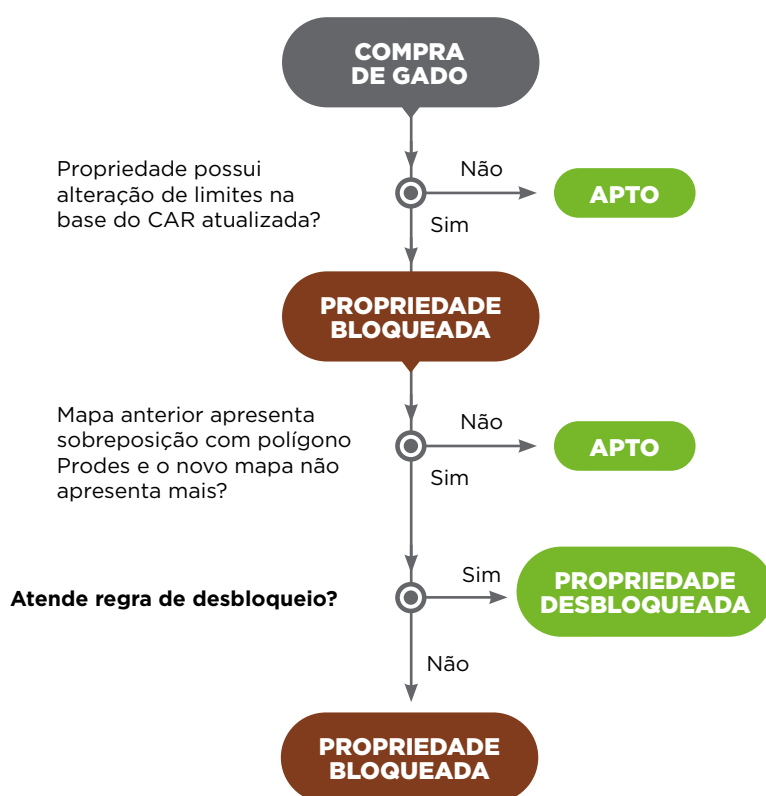 COMPRA
DE GADO
Propriedade possui
alteração de limites na
base do CAR atualizada?
Não
APTO
Sim
PROPRIEDADE
BLOQUEADA
Mapa anterior apresenta
sobreposição com polígono
Prodes e o novo mapa não
apresenta mais?
Não
APTO
Sim
Atende regra de desbloqueio?
Sim
PROPRIEDADE
DESBLOQUEADA
Não
PROPRIEDADE
BLOQUEADA